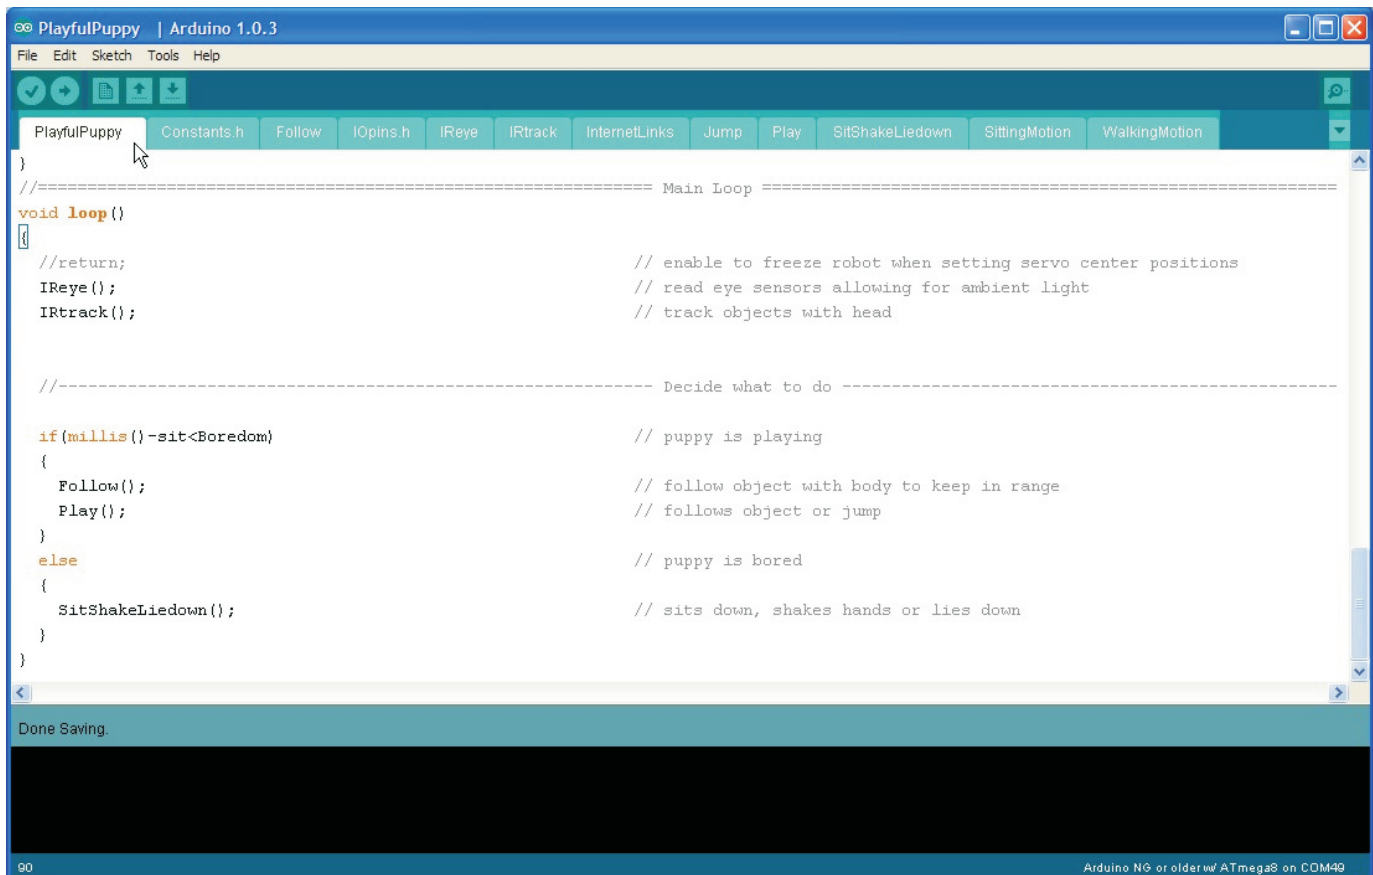 PlayfulPuppy | Arduino 1.0.3
File Edit Sketch Tools Help
PlayfulPuppy Constants.h Follow IOpins.h IReye IRtrack InternetLinks Jump Play SitShakeLiedown SittingMotion WalkingMotion
}
//============================================================== Main Loop ==========================================================
void loop()
{
//return; // enable to freeze robot when setting servo center positions
IReye(); // read eye sensors allowing for ambient light
IRtrack(); // track objects with head
//------------------------------------------------------------ Decide what to do --------------------------------------------------
if(millis()-sit<Boredom) // puppy is playing
{
Follow(); // follow object with body to keep in range
Play(); // follows object or jump
}
else // puppy is bored
{
SitShakeLiedown(); // sits down, shakes hands or lies down
}
}
Done Saving.
90 Arduino NG or older w/ ATmega8 on COM49